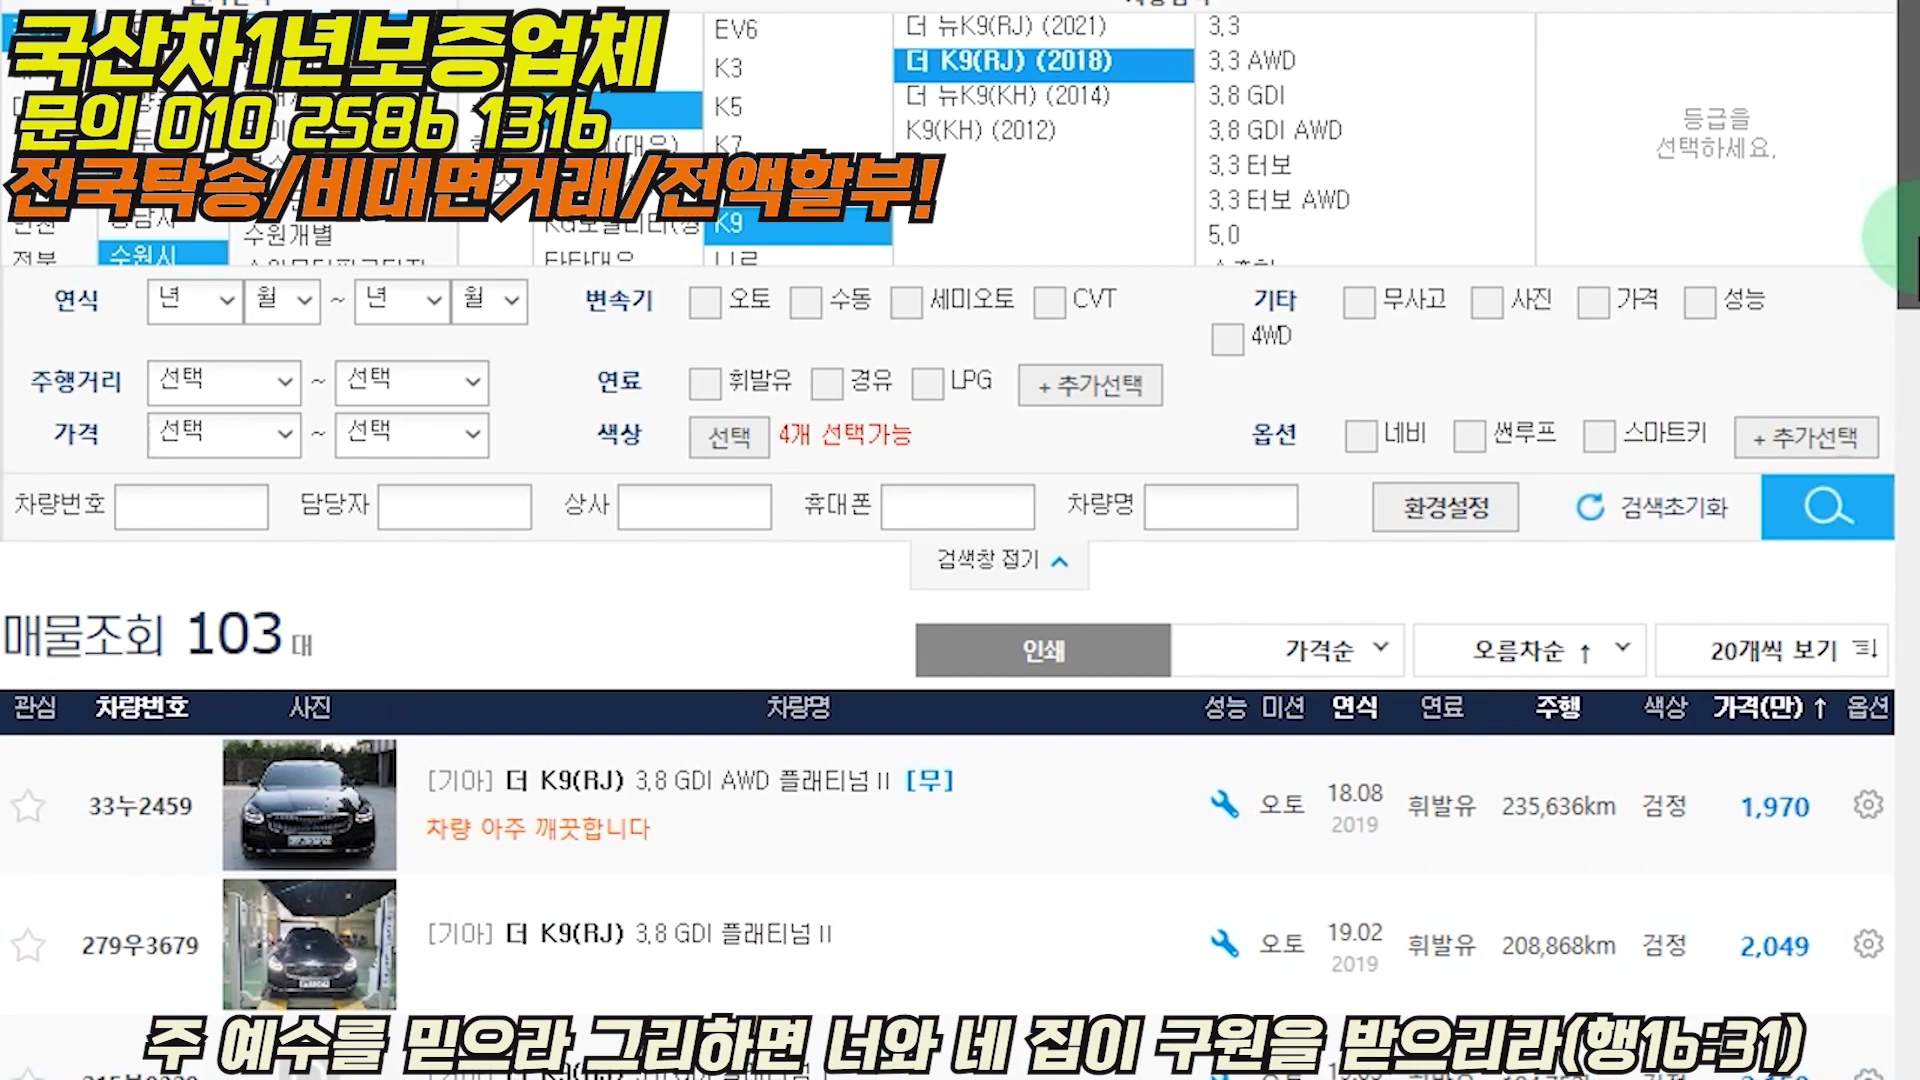 국산차1년보증업체
문의 010 2586 1316
전국탁송/비대면거래/전액할부!
EV6
K3
K5
K7
K9
니로
더 뉴K9(RJ) (2021)
더 K9(RJ) (2018)
더 뉴K9(KH) (2014)
K9(KH) (2012)
3,3
3,3 AWD
3,8 GDI
3,8 GDI AWD
3,3 터보
3,3 터보 AWD
5,0
등급을
선택하세요.
수원시
수원개별
타타대우
연식 년 월 ~ 년 월 변속기 오토 수동 세미오토 CVT 기타 무사고 사진 가격 성능
4WD
주행거리 선택 ~ 선택 연료 휘발유 경유 LPG + 추가선택
가격 선택 ~ 선택 색상 선택 4개 선택가능 옵션 네비 썬루프 스마트키 + 추가선택
차량번호 담당자 상사 휴대폰 차량명 환경설정 검색초기화
검색창 접기
매물조회 103 대
인쇄 가격순 오름차순 ↑ 20개씩 보기
관심 차량번호 사진 차량명 성능 미션 연식 연료 주행 색상 가격(만) ↑ 옵션
33누2459 [기아] 더 K9(RJ) 3,8 GDI AWD 플래티넘 II [무] 오토 18.08 휘발유 235,636km 검정 1,970
차량 아주 깨끗합니다 2019
279우3679 [기아] 더 K9(RJ) 3,8 GDI 플래티넘 II 오토 19.02 휘발유 208,868km 검정 2,049
2019
주 예수를 믿으라 그리하면 너와 네 집이 구원을 받으리라(행16:31)